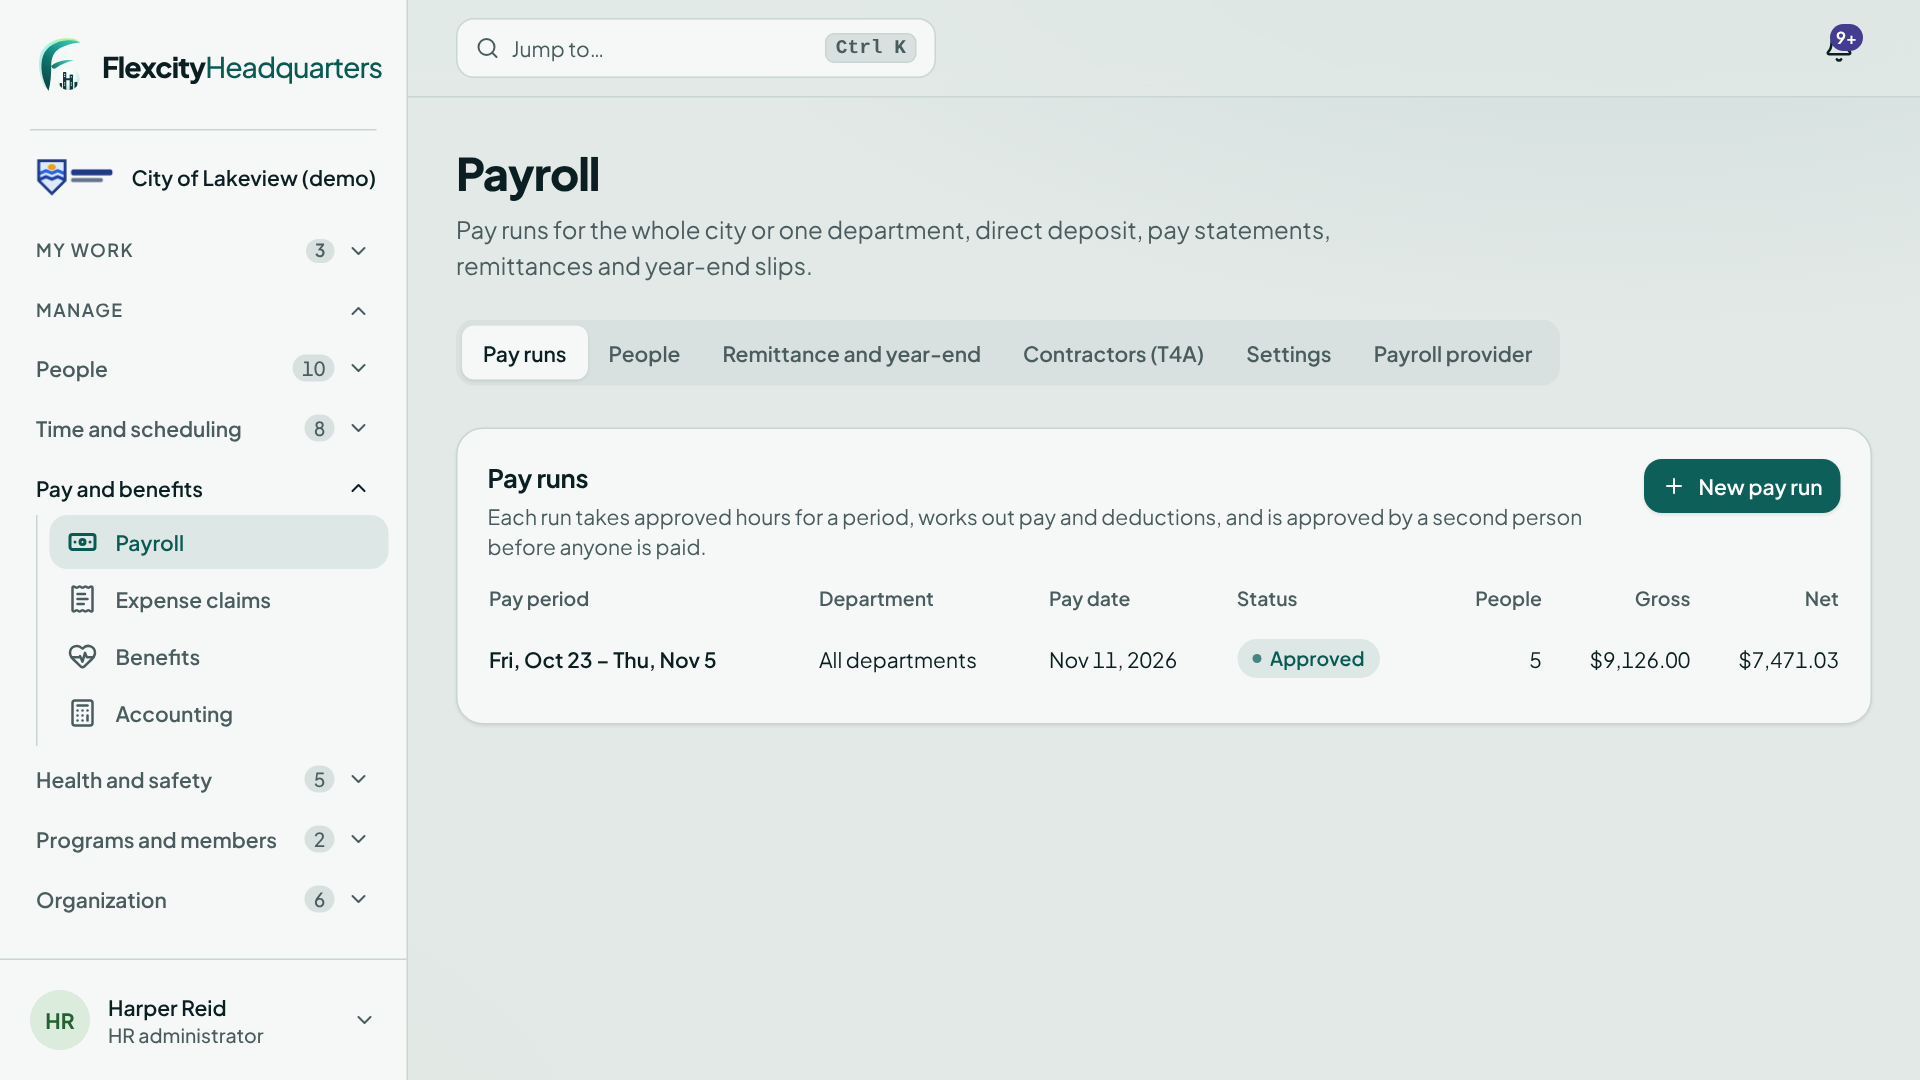 FlexcityHeadquarters
City of Lakeview (demo)
MY WORK 3
MANAGE
People 10
Time and scheduling 8
Pay and benefits
Payroll
Expense claims
Benefits
Accounting
Health and safety 5
Programs and members 2
Organization 6
HR
Harper Reid
HR administrator
Jump to… Ctrl K
9+
Payroll
Pay runs for the whole city or one department, direct deposit, pay statements,
remittances and year-end slips.
Pay runs People Remittance and year-end Contractors (T4A) Settings Payroll provider
Pay runs
New pay run
Each run takes approved hours for a period, works out pay and deductions, and is approved by a second person
before anyone is paid.
Pay period Department Pay date Status People Gross Net
Fri, Oct 23 – Thu, Nov 5 All departments Nov 11, 2026 Approved 5 $9,126.00 $7,471.03